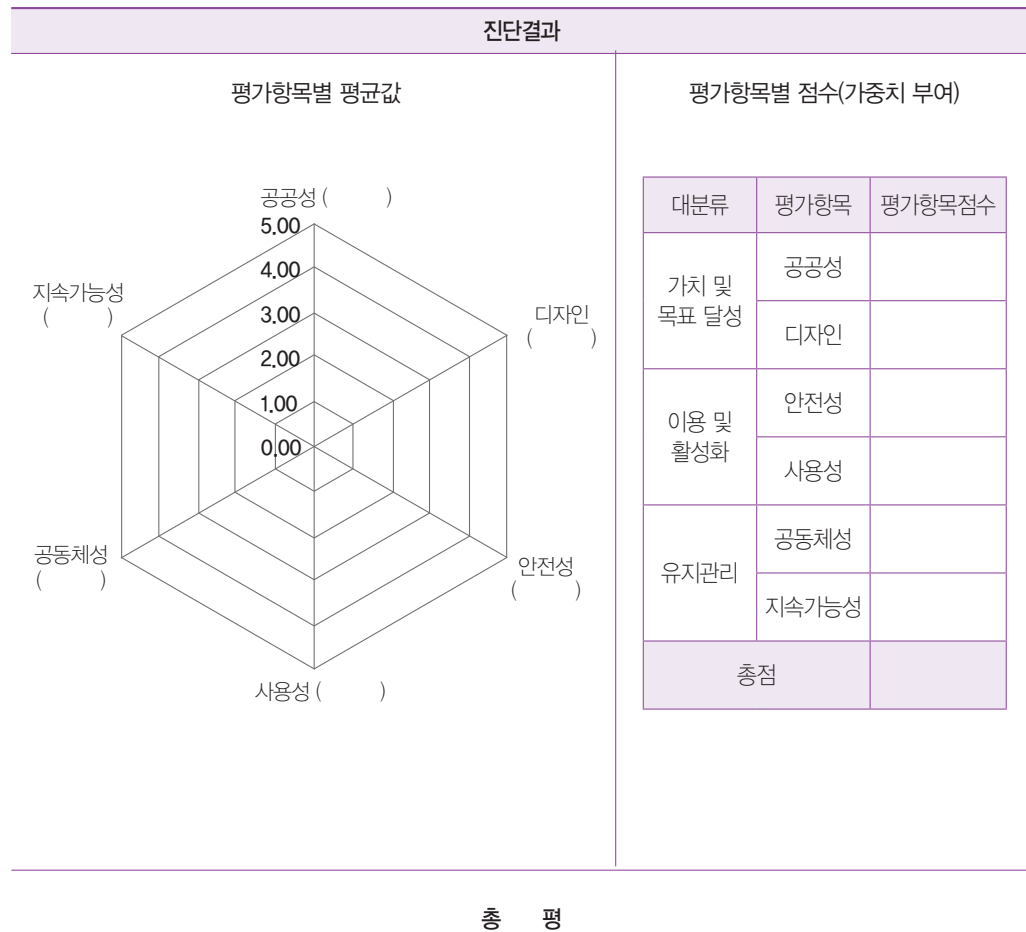 진단결과
평가항목별 평균값
공공성 ( )
5.00
4.00
3.00
2.00
1.00
0.00
지속가능성
( )
디자인
( )
공동체성
( )
안전성
( )
사용성 ( )
평가항목별 점수(가중치 부여)
대분류 평가항목 평가항목점수
가치 및
목표 달성
공공성
디자인
이용 및
활성화
안전성
사용성
유지관리
공동체성
지속가능성
총점
총 평